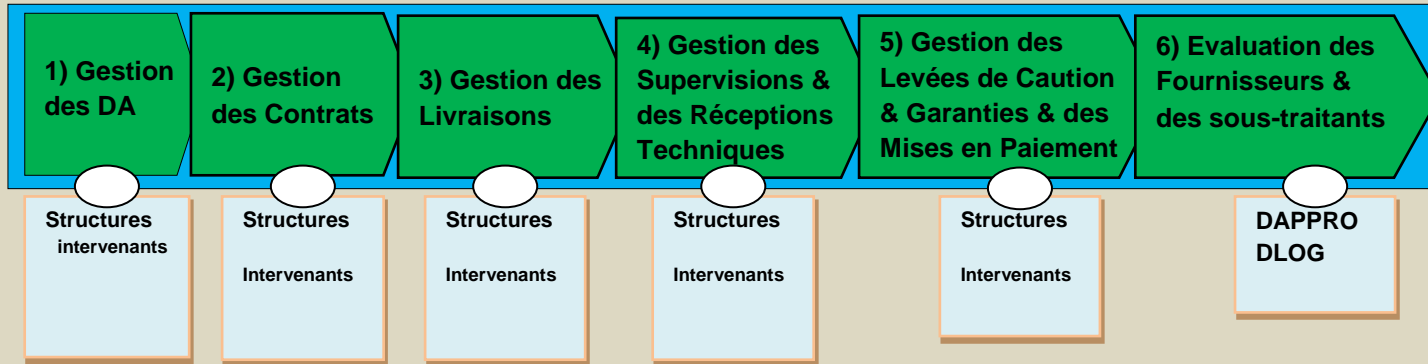 1) Gestion
des DA
2) Gestion
des Contrats
3) Gestion des
Livraisons
4) Gestion des
Supervisions &
des Réceptions
Techniques
5) Gestion des
Levées de Caution
& Garanties & des
Mises en Paiement
6) Evaluation des
Fournisseurs &
des sous-traitants
Structures
intervenants
Structures
Intervenants
Structures
Intervenants
Structures
Intervenants
Structures
Intervenants
DAPPRO
DLOG